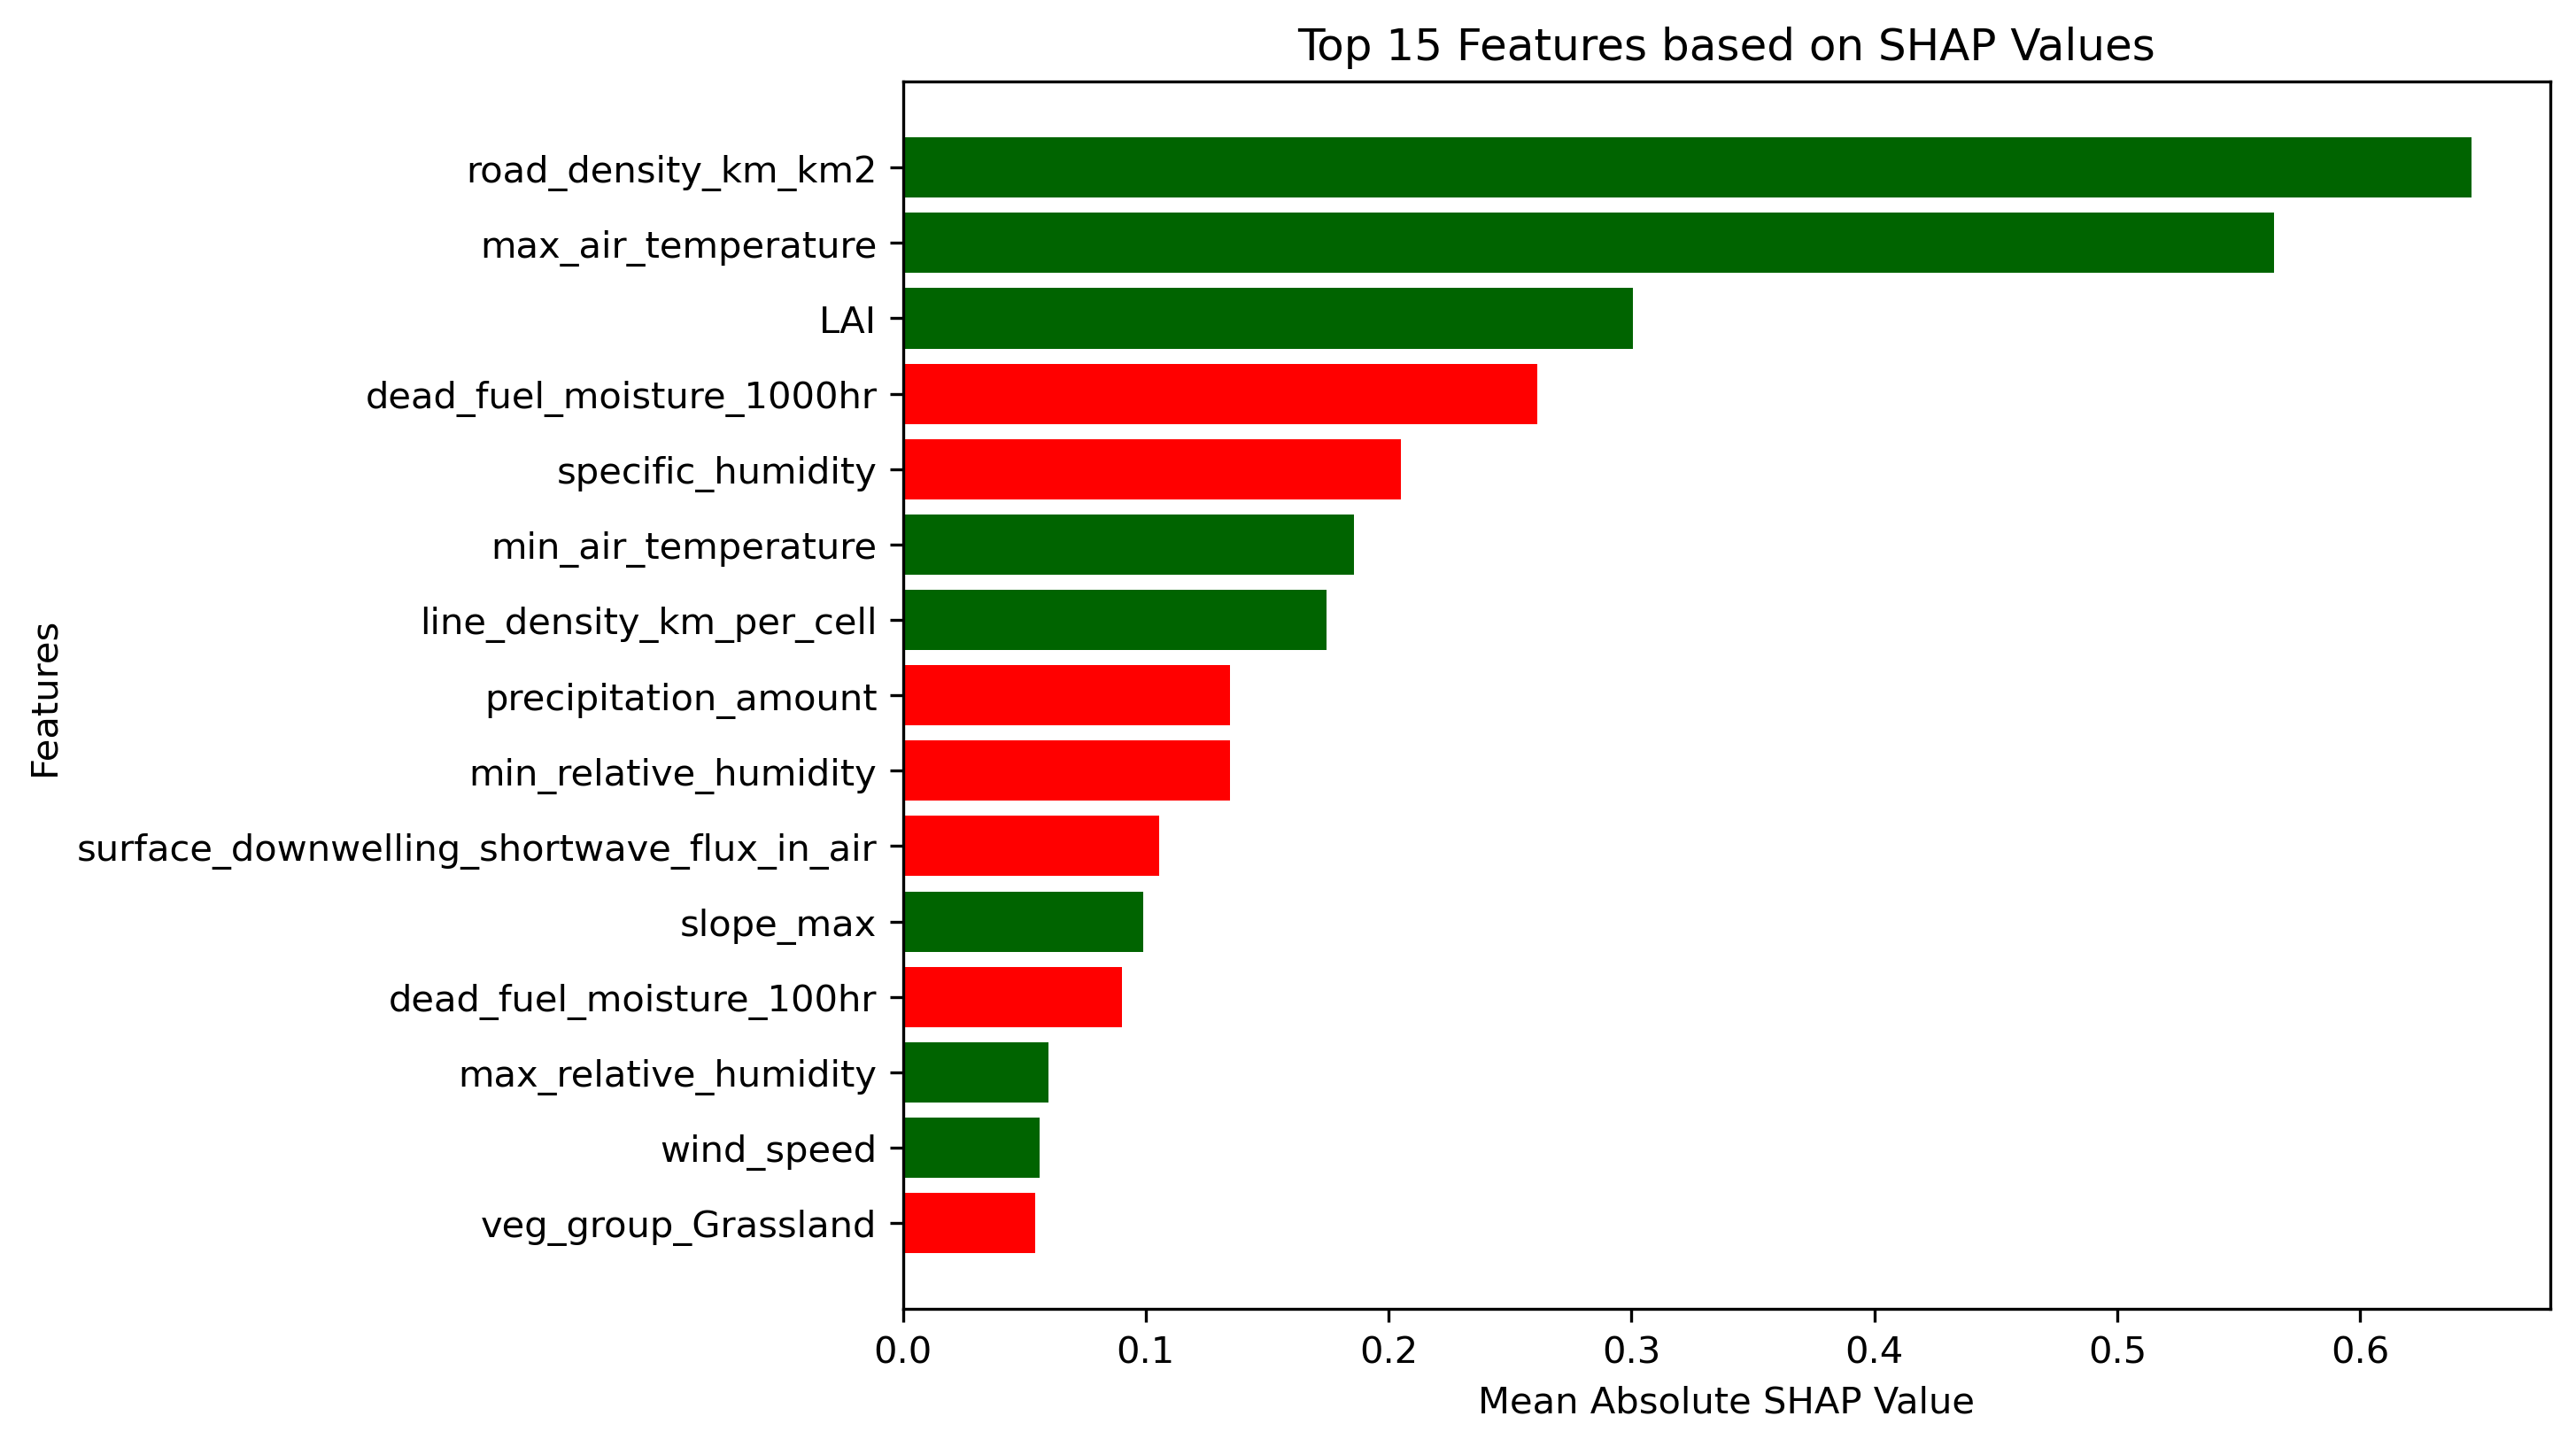 Top 15 Features based on SHAP Values
Features
road_density_km_km2
max_air_temperature
LAI
dead_fuel_moisture_1000hr
specific_humidity
min_air_temperature
line_density_km_per_cell
precipitation_amount
min_relative_humidity
surface_downwelling_shortwave_flux_in_air
slope_max
dead_fuel_moisture_100hr
max_relative_humidity
wind_speed
veg_group_Grassland
0.0 0.1 0.2 0.3 0.4 0.5 0.6
Mean Absolute SHAP Value